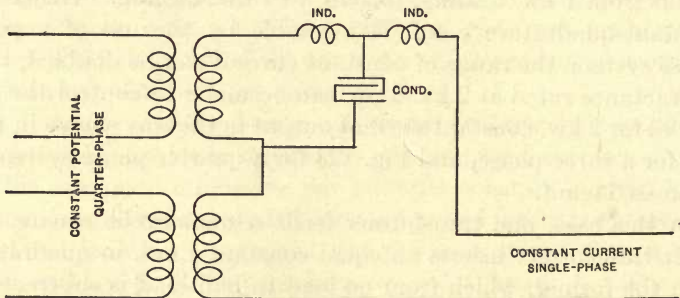 IND. IND.
COND.
CONSTANT POTENTIAL
QUARTER-PHASE
CONSTANT CURRENT
SINGLE-PHASE